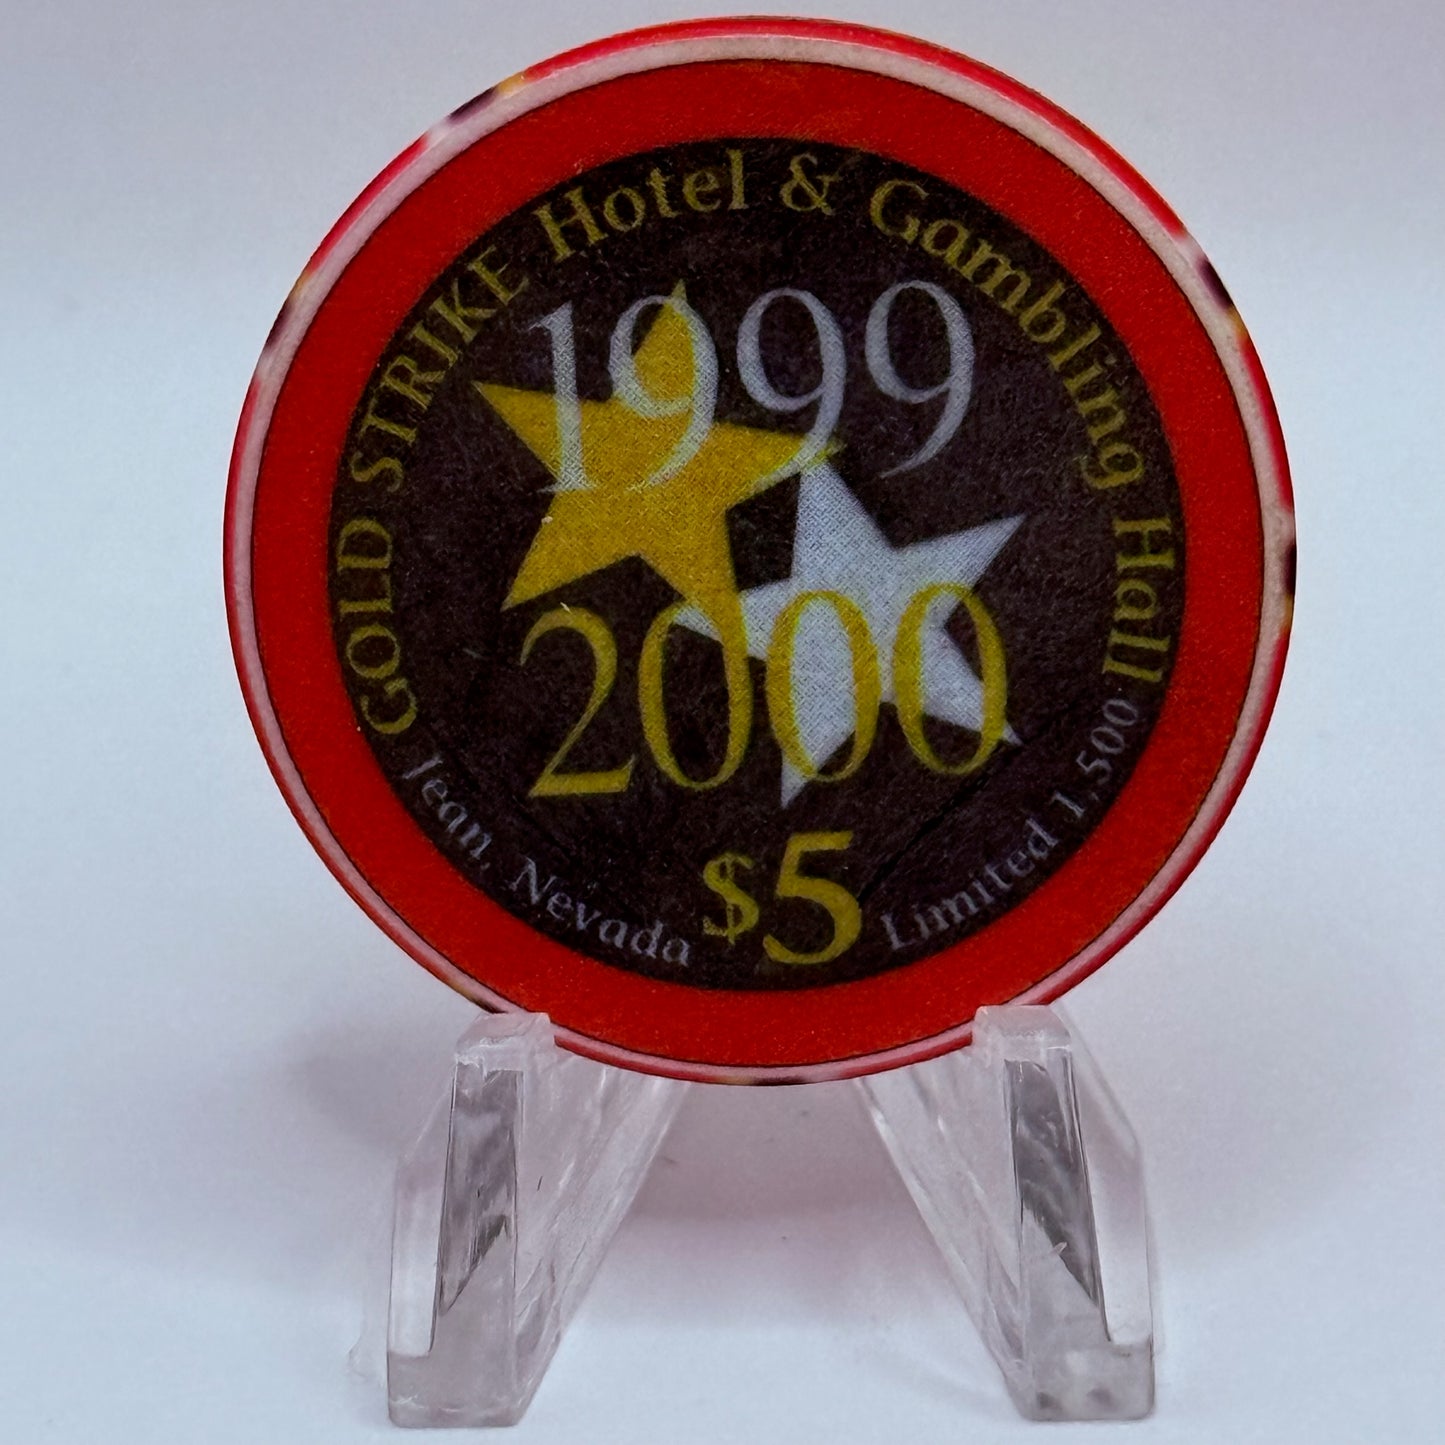 GOLD STRIKE Hotel & Gambling Hall
1999
2000
$5
Jean, Nevada
Limited 1,500